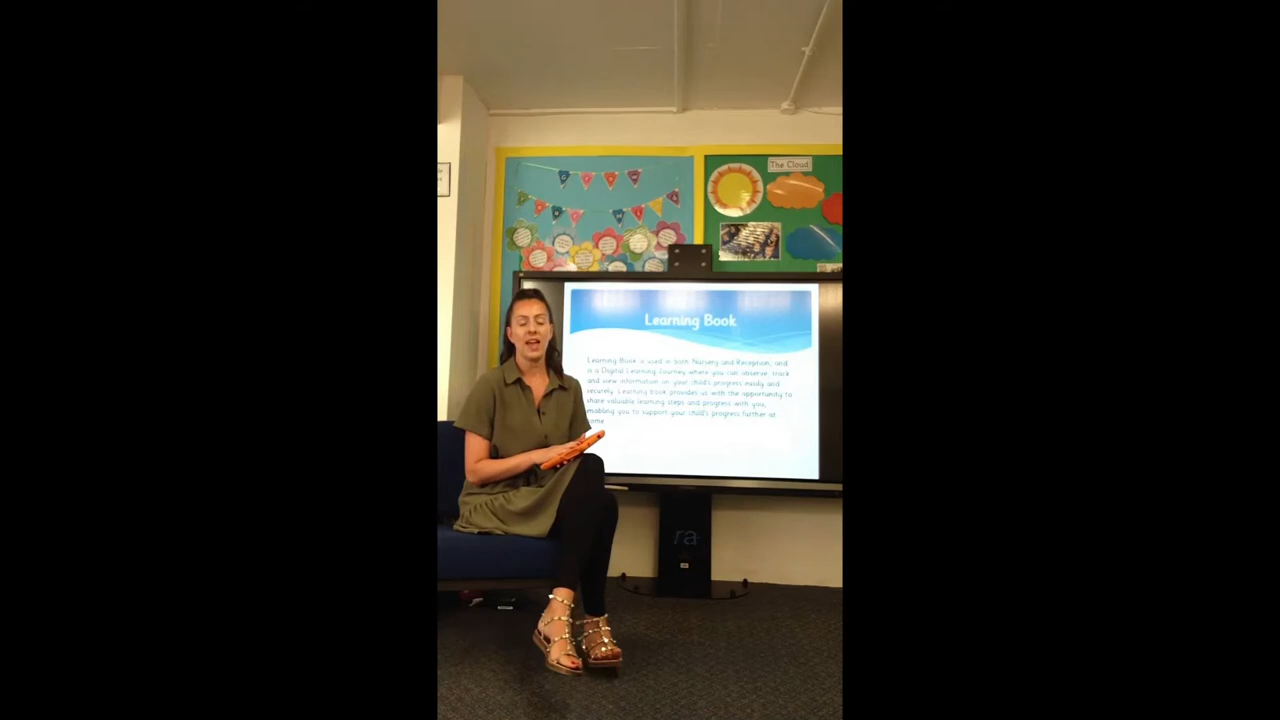 The Cloud
Learning Book
Learning Book is used in both Nursery and Reception, and
is a Digital Learning Journey where you can observe, track
and view information on your child's progress easily and
securely. Learning book provides us with the opportunity to
share valuable learning steps and progress with you,
enabling you to support your child's progress further at
ome
ra